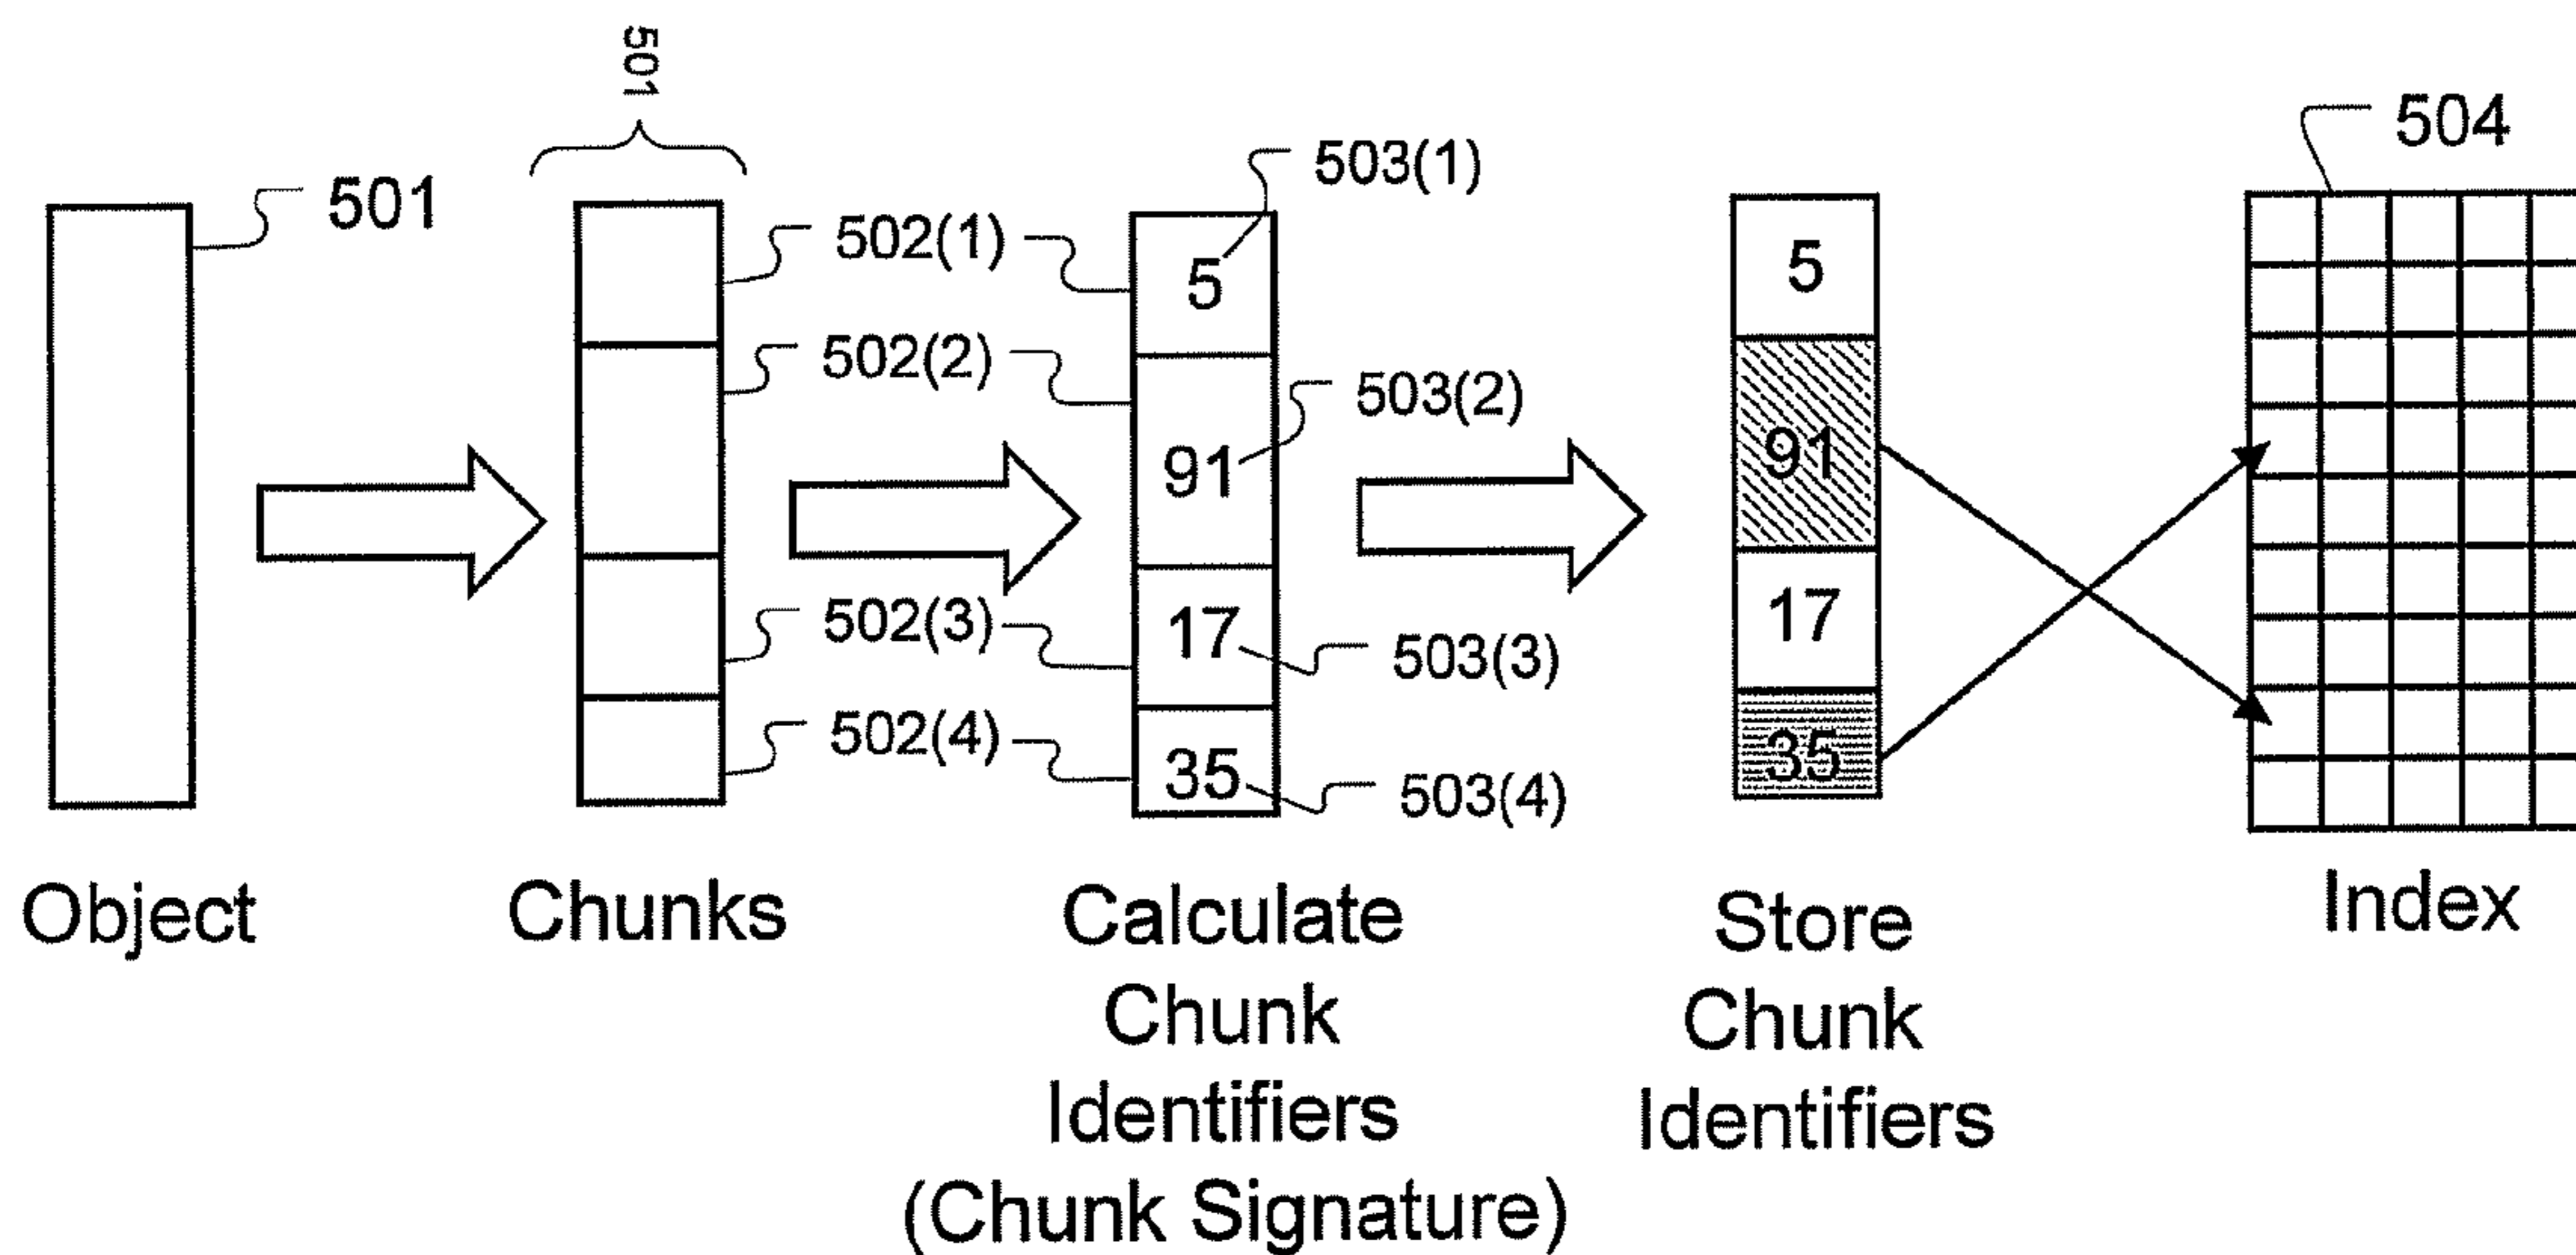 501
501
502(1)
502(2)
502(3)
502(4)
5
91
17
35
503(1)
503(2)
503(3)
503(4)
5
91
17
35
504
Object
Chunks
Calculate
Chunk
Identifiers
(Chunk Signature)
Store
Chunk
Identifiers
Index